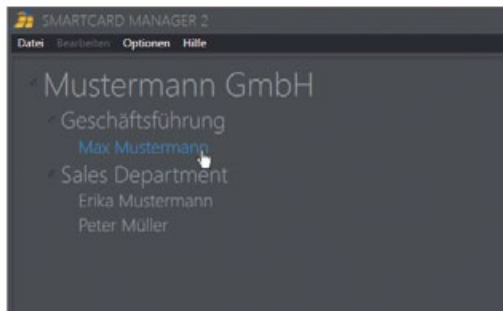 SMARTCARD MANAGER 2
Datei Bearbeiten Optionen Hilfe
Mustermann GmbH
Geschäftsführung
Max Mustermann
Sales Department
Erika Mustermann
Peter Müller